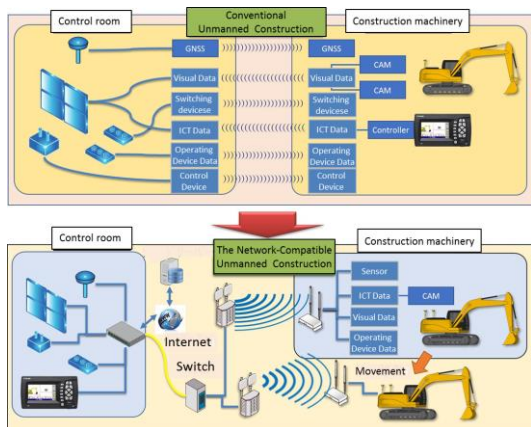 Control room
Conventional
Unmanned Construction
Construction machinery
GNSS
Visual Data
Switching
devicese
ICT Data
Operating
Device Data
Control
Device
GNSS
Visual Data
Switching
devicese
ICT Data
Operating
Device Data
Control
Device
CAM
CAM
Controller
Control room
The Network-Compatible
Unmanned Construction
Construction machinery
Internet
Switch
Sensor
ICT Data
Visual Data
Operating
Device Data
CAM
Movement